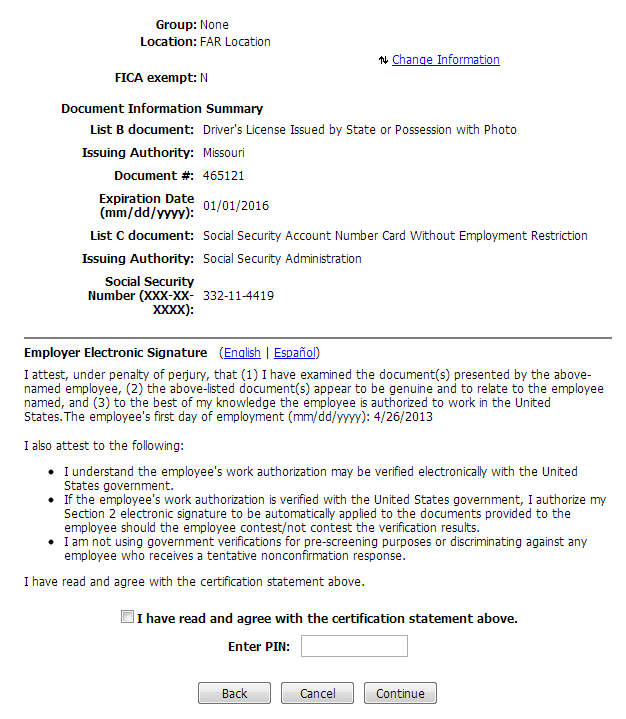 Group: None
Location: FAR Location
Change Information
FICA exempt: N
Document Information Summary
List B document: Driver's License Issued by State or Possession with Photo
Issuing Authority: Missouri
Document #: 465121
Expiration Date
(mm/dd/yyyy): 01/01/2016
List C document: Social Security Account Number Card Without Employment Restriction
Issuing Authority: Social Security Administration
Social Security
Number (XXX-XX- 332-11-4419
XXXX):
Employer Electronic Signature (English | Español)
I attest, under penalty of perjury, that (1) I have examined the document(s) presented by the above-
named employee, (2) the above-listed document(s) appear to be genuine and to relate to the employee
named, and (3) to the best of my knowledge the employee is authorized to work in the United
States.The employee's first day of employment (mm/dd/yyyy): 4/26/2013
I also attest to the following:
• I understand the employee's work authorization may be verified electronically with the United
States government.
• If the employee's work authorization is verified with the United States government, I authorize my
Section 2 electronic signature to be automatically applied to the documents provided to the
employee should the employee contest/not contest the verification results.
• I am not using government verifications for pre-screening purposes or discriminating against any
employee who receives a tentative nonconfirmation response.
I have read and agree with the certification statement above.
I have read and agree with the certification statement above.
Enter PIN:
Back Cancel Continue